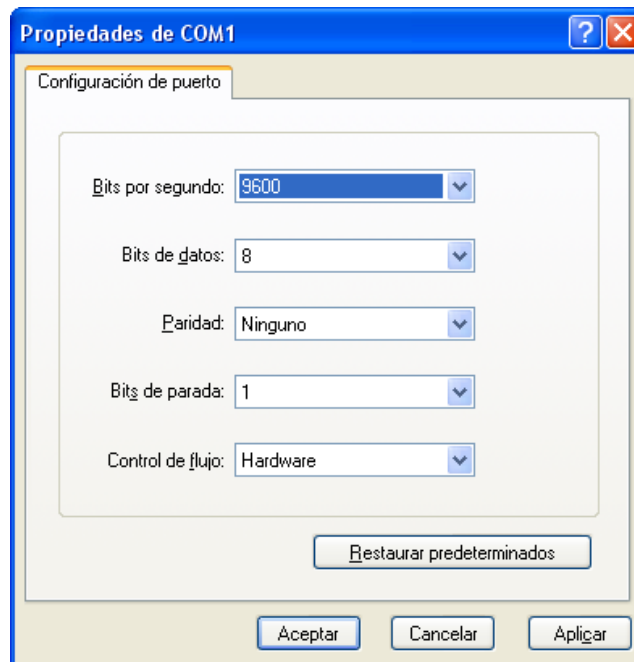 Propiedades de COM1
Configuración de puerto
Bits por segundo: 9600
Bits de datos: 8
Paridad: Ninguno
Bits de parada: 1
Control de flujo: Hardware
Restaurar predeterminados
Aceptar Cancelar Aplicar